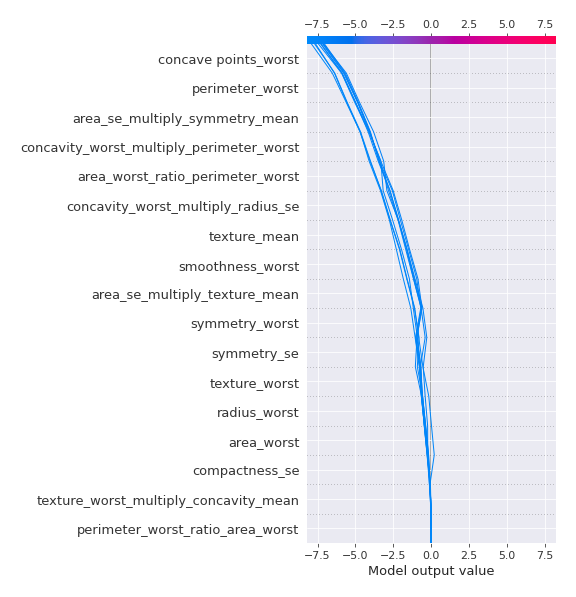 −7.5 −5.0 −2.5 0.0 2.5 5.0 7.5
concave points_worst
perimeter_worst
area_se_multiply_symmetry_mean
concavity_worst_multiply_perimeter_worst
area_worst_ratio_perimeter_worst
concavity_worst_multiply_radius_se
texture_mean
smoothness_worst
area_se_multiply_texture_mean
symmetry_worst
symmetry_se
texture_worst
radius_worst
area_worst
compactness_se
texture_worst_multiply_concavity_mean
perimeter_worst_ratio_area_worst
−7.5 −5.0 −2.5 0.0 2.5 5.0 7.5
Model output value